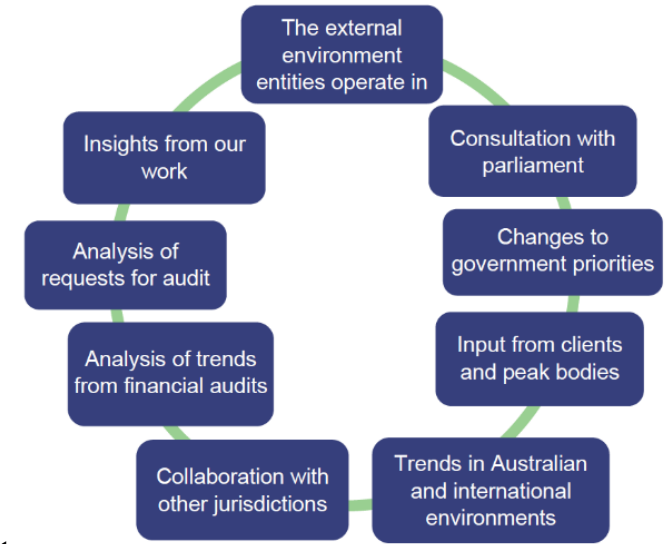 The external
environment
entities operate in
Consultation with
parliament
Changes to
government priorities
Input from clients
and peak bodies
Trends in Australian
and international
environments
Collaboration with
other jurisdictions
Analysis of trends
from financial audits
Analysis of
requests for audit
Insights from our
work